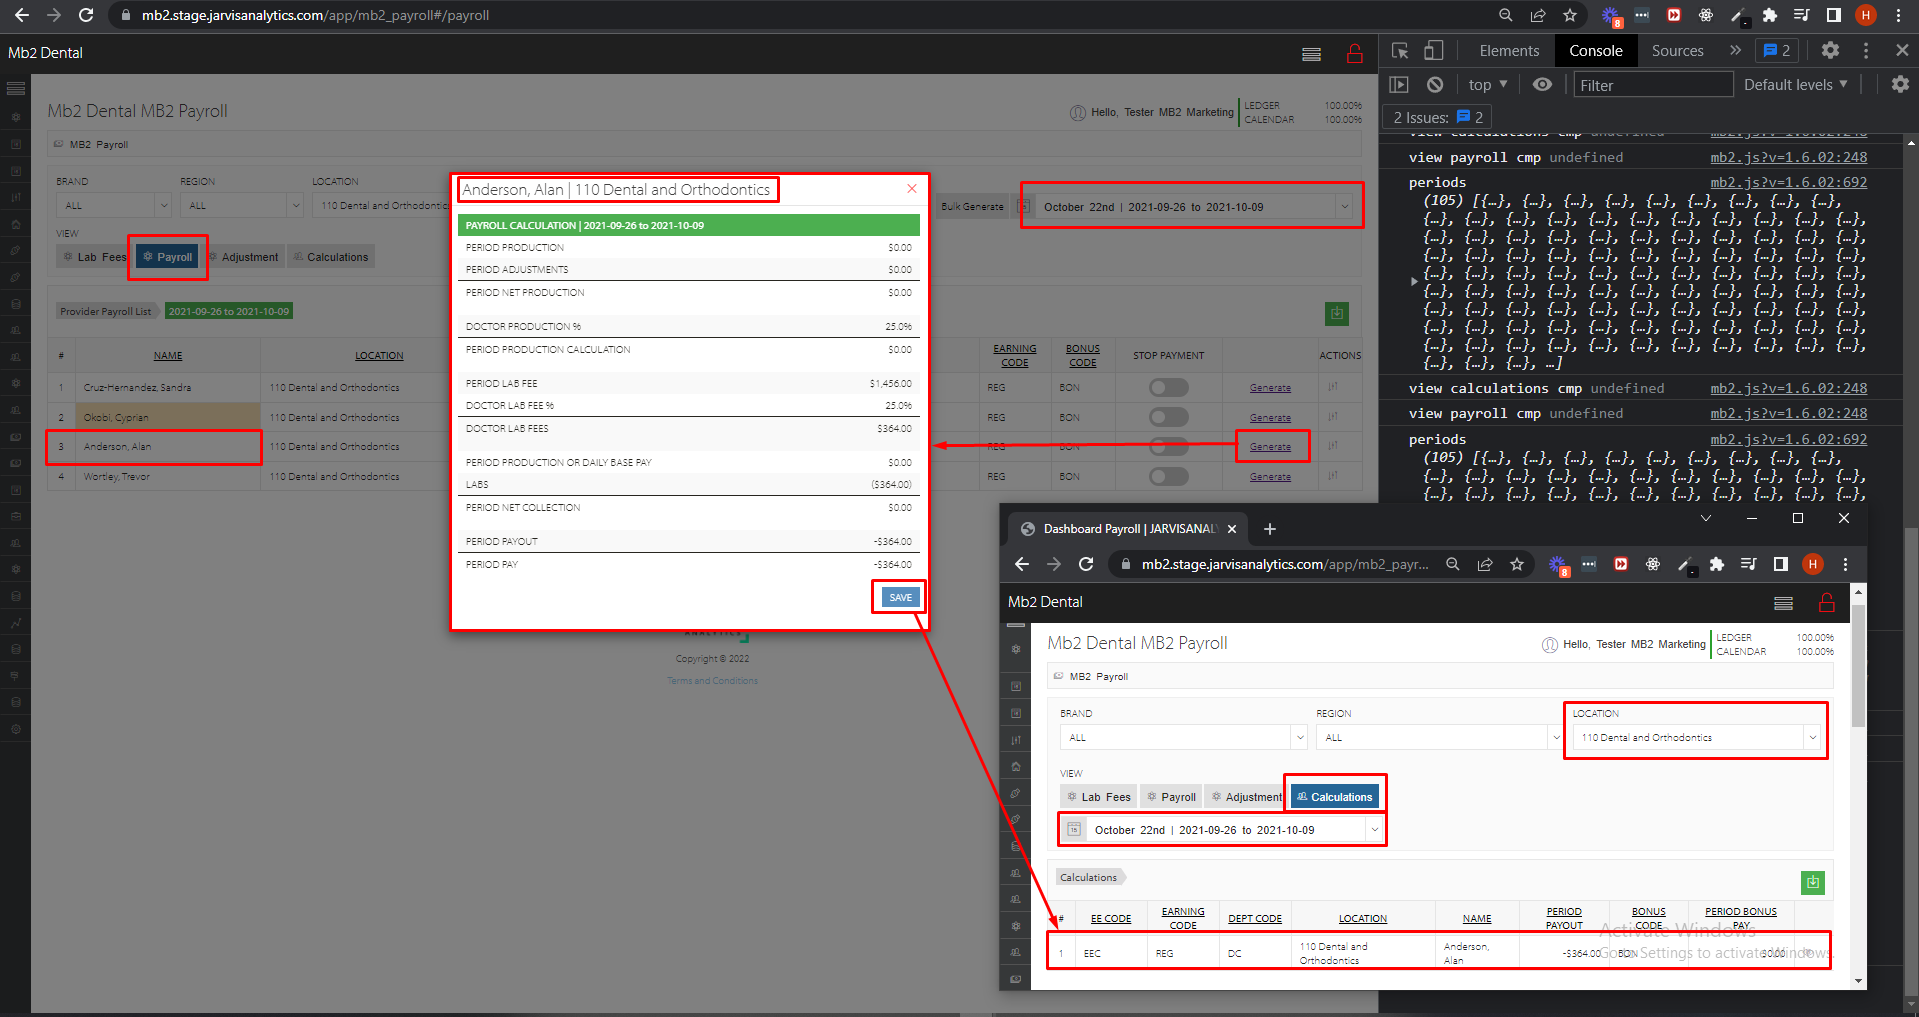 mb2.stage.jarvisanalytics.com/app/mb2_payroll#/payroll
8
H
Mb2 Dental
Mb2 Dental MB2 Payroll
Hello, Tester MB2 Marketing
LEDGER 100.00%
CALENDAR 100.00%
MB2 Payroll
BRAND REGION LOCATION
ALL ALL 110 Dental and Orthodontics
Bulk Generate
October 22nd | 2021-09-26 to 2021-10-09
VIEW
Lab Fees Payroll Adjustment Calculations
Provider Payroll List 2021-09-26 to 2021-10-09
# NAME LOCATION EARNING CODE BONUS CODE STOP PAYMENT ACTIONS
1 Cruz-Hernandez, Sandra 110 Dental and Orthodontics REG BON Generate
2 Okobi, Cyprian 110 Dental and Orthodontics REG BON Generate
3 Anderson, Alan 110 Dental and Orthodontics REG BON Generate
4 Wortley, Trevor 110 Dental and Orthodontics REG BON Generate
Anderson, Alan | 110 Dental and Orthodontics
PAYROLL CALCULATION | 2021-09-26 to 2021-10-09
PERIOD PRODUCTION $0.00
PERIOD ADJUSTMENTS $0.00
PERIOD NET PRODUCTION $0.00
DOCTOR PRODUCTION % 25.0%
PERIOD PRODUCTION CALCULATION $0.00
PERIOD LAB FEE $1,456.00
DOCTOR LAB FEE % 25.0%
DOCTOR LAB FEES $364.00
PERIOD PRODUCTION OR DAILY BASE PAY $0.00
LABS ($364.00)
PERIOD NET COLLECTION $0.00
PERIOD PAYOUT -$364.00
PERIOD PAY -$364.00
SAVE
ANALYTICS
Copyright © 2022
Terms and Conditions
Elements Console Sources » 2
top Filter Default levels
2 Issues: 2
view calculations cmp undefined mb2.js?v=1.6.02:248
view payroll cmp undefined mb2.js?v=1.6.02:248
periods mb2.js?v=1.6.02:692
(105) [{…}, {…}, {…}, {…}, {…}, {…}, {…}, {…},
{…}, {…}, {…}, {…}, {…}, {…}, {…}, {…}, {…}, {…}, {…},
{…}, {…}, {…}, {…}, {…}, {…}, {…}, {…}, {…}, {…}, {…},
{…}, {…}, {…}, {…}, {…}, {…}, {…}, {…}, {…}, {…}, {…},
{…}, {…}, {…}, {…}, {…}, {…}, {…}, {…}, {…}, {…}, {…},
{…}, {…}, {…}, {…}, {…}, {…}, {…}, {…}, {…}, {…}, {…},
{…}, {…}, {…}, {…}, {…}, {…}, {…}, {…}, {…}, {…}, {…},
{…}, {…}, {…}, {…}, {…}, {…}, {…}, {…}, {…}, {…}, {…},
{…}, {…}, {…}, {…}, {…}, {…}, {…}, {…}, {…}, {…}, {…},
{…}, {…}, {…}, …]
view calculations cmp undefined mb2.js?v=1.6.02:248
view payroll cmp undefined mb2.js?v=1.6.02:248
periods mb2.js?v=1.6.02:692
(105) [{…}, {…}, {…}, {…}, {…}, {…}, {…}, {…},
{…}, {…}, {…}, {…}, {…}, {…}, {…}, {…}, {…}, {…}, {…},
{…}, {…}, {…}, {…}, {…}, {…}, {…}, {…}, {…}, {…}, {…},
Dashboard Payroll | JARVISANAL
mb2.stage.jarvisanalytics.com/app/mb2_payr...
8
H
Mb2 Dental
Mb2 Dental MB2 Payroll
Hello, Tester MB2 Marketing
LEDGER 100.00%
CALENDAR 100.00%
MB2 Payroll
BRAND REGION LOCATION
ALL ALL 110 Dental and Orthodontics
VIEW
Lab Fees Payroll Adjustment Calculations
October 22nd | 2021-09-26 to 2021-10-09
Calculations
# EE CODE EARNING CODE DEPT CODE LOCATION NAME PERIOD PAYOUT BONUS CODE PERIOD BONUS PAY
1 EEC REG DC 110 Dental and Orthodontics Anderson, Alan -$364.00 BON $0.00
Activate Windows
Go to Settings to activate Windows.